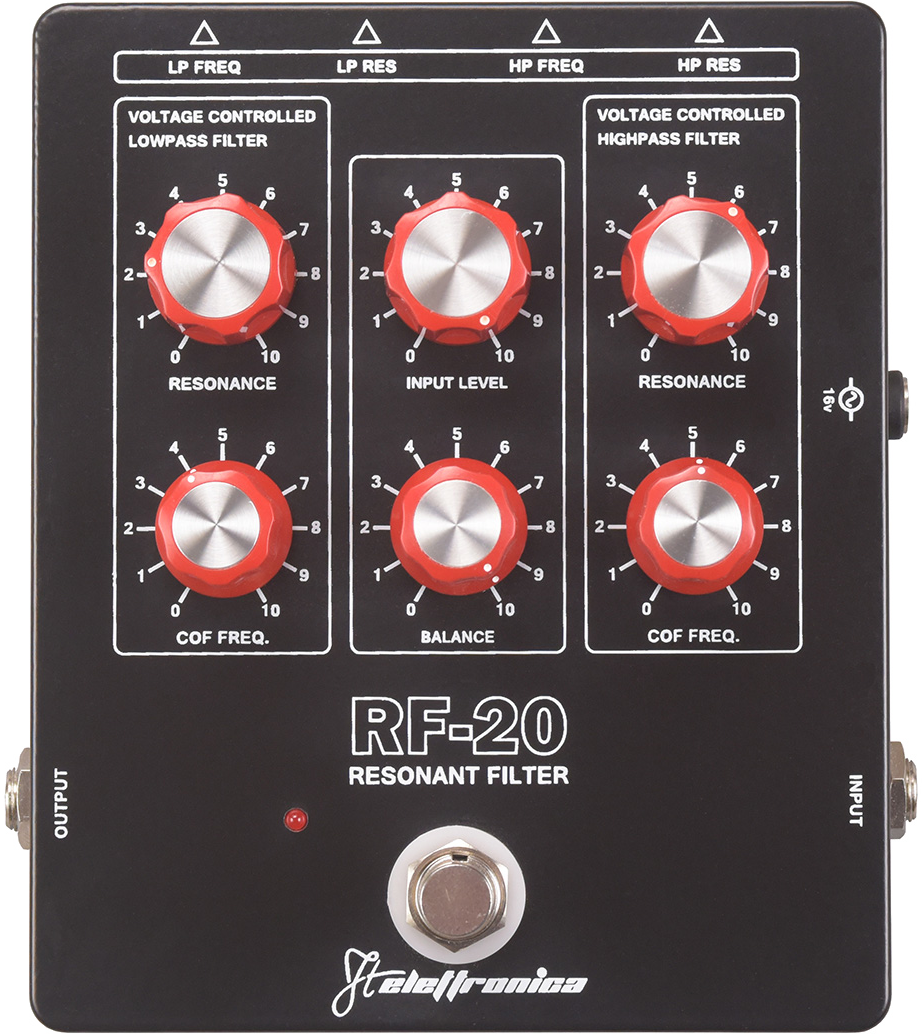 LP FREQ LP RES HP FREQ HP RES
VOLTAGE CONTROLLED
LOWPASS FILTER
0 1 2 3 4 5 6 7 8 9 10
RESONANCE
0 1 2 3 4 5 6 7 8 9 10
COF FREQ.
0 1 2 3 4 5 6 7 8 9 10
INPUT LEVEL
0 1 2 3 4 5 6 7 8 9 10
BALANCE
VOLTAGE CONTROLLED
HIGHPASS FILTER
0 1 2 3 4 5 6 7 8 9 10
RESONANCE
0 1 2 3 4 5 6 7 8 9 10
COF FREQ.
16v
RF-20
RESONANT FILTER
OUTPUT
INPUT
Jt elettronica